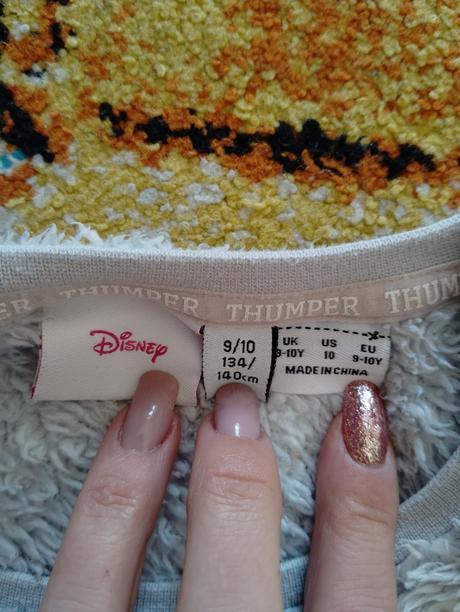 THUMPER THUMPER THUM
Disney
9/10
134/
140cm
UK US EU
9-10Y 10 9-10Y
MADE IN CHINA